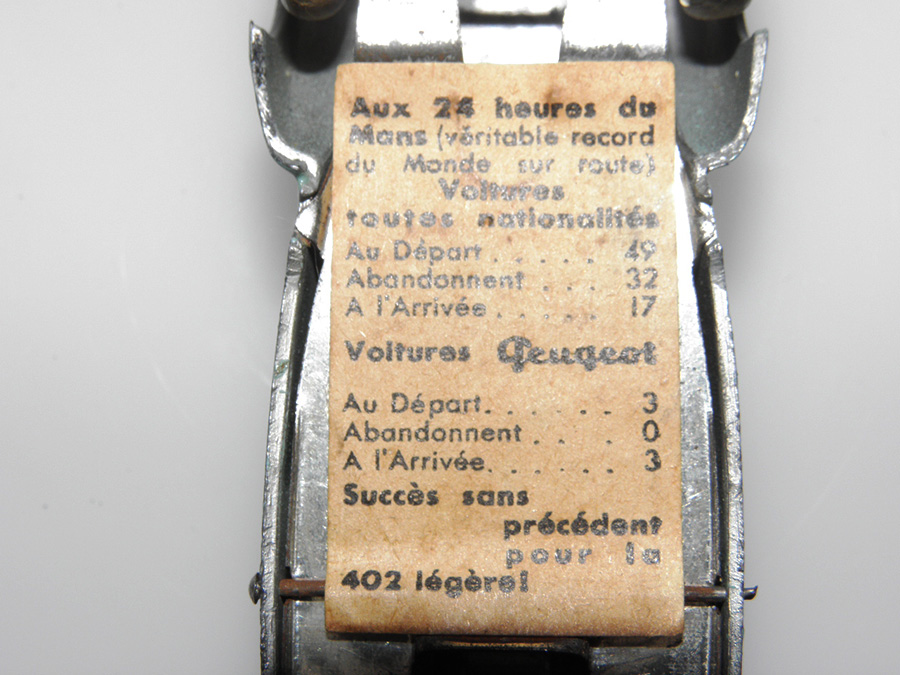 Aux 24 heures du
Mans (véritable record
du Monde sur route)
Voitures
toutes nationalités
Au Départ . . . . . 49
Abandonnent . . . 32
A l'Arrivée . . . . . 17
Voitures Peugeot
Au Départ. . . . . . 3
Abandonnent . . . 0
A l'Arrivée. . . . . . 3
Succès sans
précédent
pour la
402 légère!